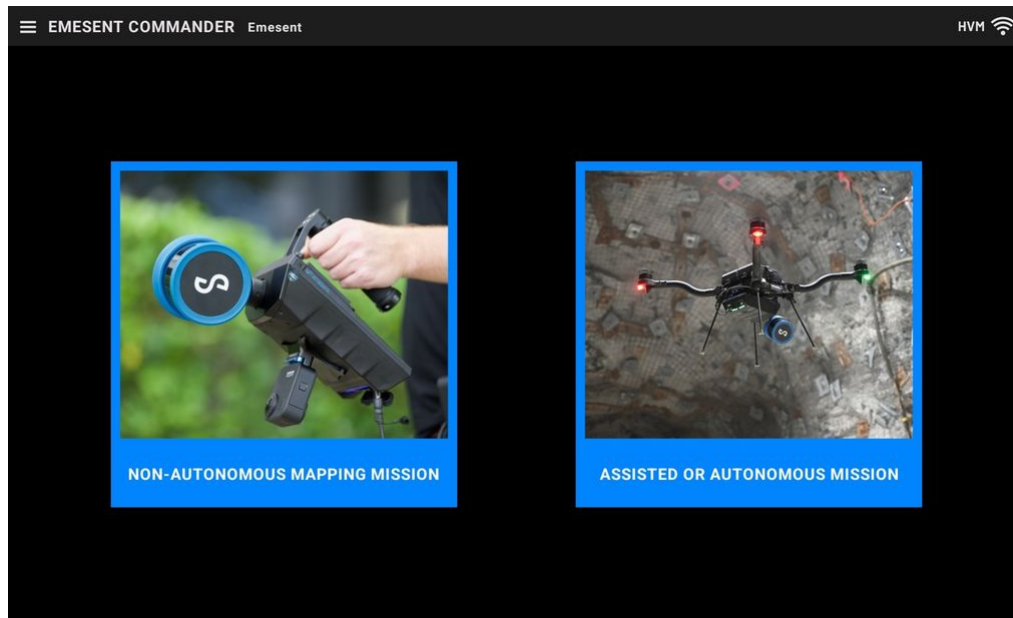 EMESENT COMMANDER Emesent HVM
NON-AUTONOMOUS MAPPING MISSION
ASSISTED OR AUTONOMOUS MISSION